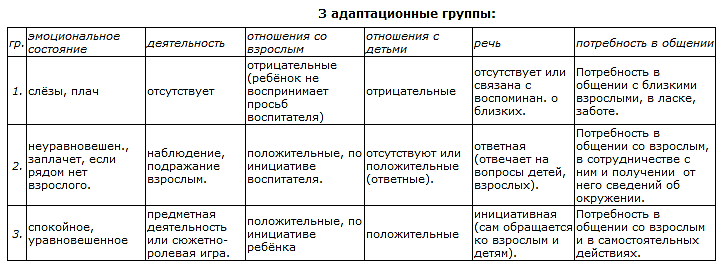 3 адаптационные группы:
гр.
эмоциональное
состояние
деятельность
отношения со
взрослым
отношения с
детьми
речь
потребность в общении
1.
слёзы, плач
отсутствует
отрицательные
(ребёнок не
воспринимает
просьб
воспитателя)
отрицательные
отсутствует или
связана с
воспоминан. о
близких.
Потребность в
общении с близкими
взрослыми, в ласке,
заботе.
2.
неуравновешен.,
заплачет, если
рядом нет
взрослого.
наблюдение,
подражание
взрослым.
положительные, по
инициативе
воспитателя.
отсутствуют или
положительные
(ответные).
ответная
(отвечает на
вопросы детей,
взрослых).
Потребность в
общении со взрослым,
в сотрудничестве с
ним и получении от
него сведений об
окружении.
3.
спокойное,
уравновешенное
предметная
деятельность
или сюжетно-
ролевая игра.
положительные, по
инициативе
ребёнка
положительные
инициативная
(сам обращается
ко взрослым и
детям).
Потребность в
общении со взрослым
и в самостоятельных
действиях.